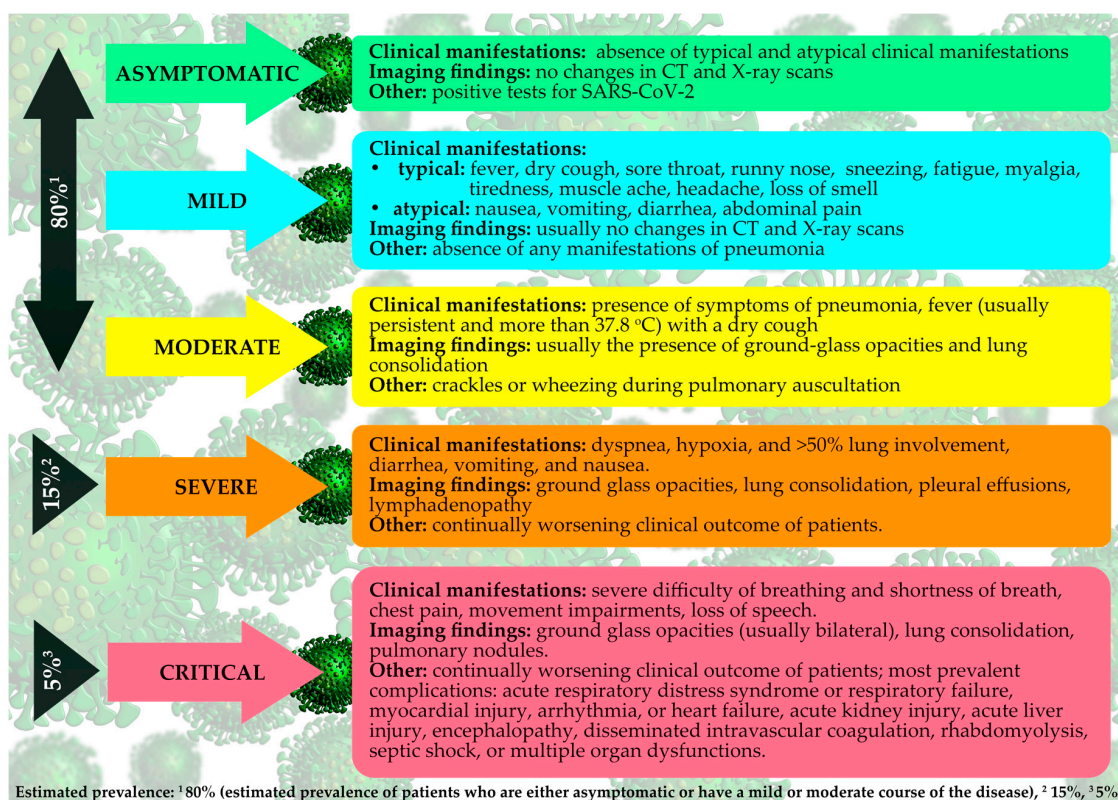 ASYMPTOMATIC
Clinical manifestations: absence of typical and atypical clinical manifestations
Imaging findings: no changes in CT and X-ray scans
Other: positive tests for SARS-CoV-2
80%¹
MILD
Clinical manifestations:
• typical: fever, dry cough, sore throat, runny nose, sneezing, fatigue, myalgia,
tiredness, muscle ache, headache, loss of smell
• atypical: nausea, vomiting, diarrhea, abdominal pain
Imaging findings: usually no changes in CT and X-ray scans
Other: absence of any manifestations of pneumonia
MODERATE
Clinical manifestations: presence of symptoms of pneumonia, fever (usually
persistent and more than 37.8 ºC) with a dry cough
Imaging findings: usually the presence of ground-glass opacities and lung
consolidation
Other: crackles or wheezing during pulmonary auscultation
15%²
SEVERE
Clinical manifestations: dyspnea, hypoxia, and >50% lung involvement,
diarrhea, vomiting, and nausea.
Imaging findings: ground glass opacities, lung consolidation, pleural effusions,
lymphadenopathy
Other: continually worsening clinical outcome of patients.
5%³
CRITICAL
Clinical manifestations: severe difficulty of breathing and shortness of breath,
chest pain, movement impairments, loss of speech.
Imaging findings: ground glass opacities (usually bilateral), lung consolidation,
pulmonary nodules.
Other: continually worsening clinical outcome of patients; most prevalent
complications: acute respiratory distress syndrome or respiratory failure,
myocardial injury, arrhythmia, or heart failure, acute kidney injury, acute liver
injury, encephalopathy, disseminated intravascular coagulation, rhabdomyolysis,
septic shock, or multiple organ dysfunctions.
Estimated prevalence: ¹ 80% (estimated prevalence of patients who are either asymptomatic or have a mild or moderate course of the disease), ² 15%, ³ 5%